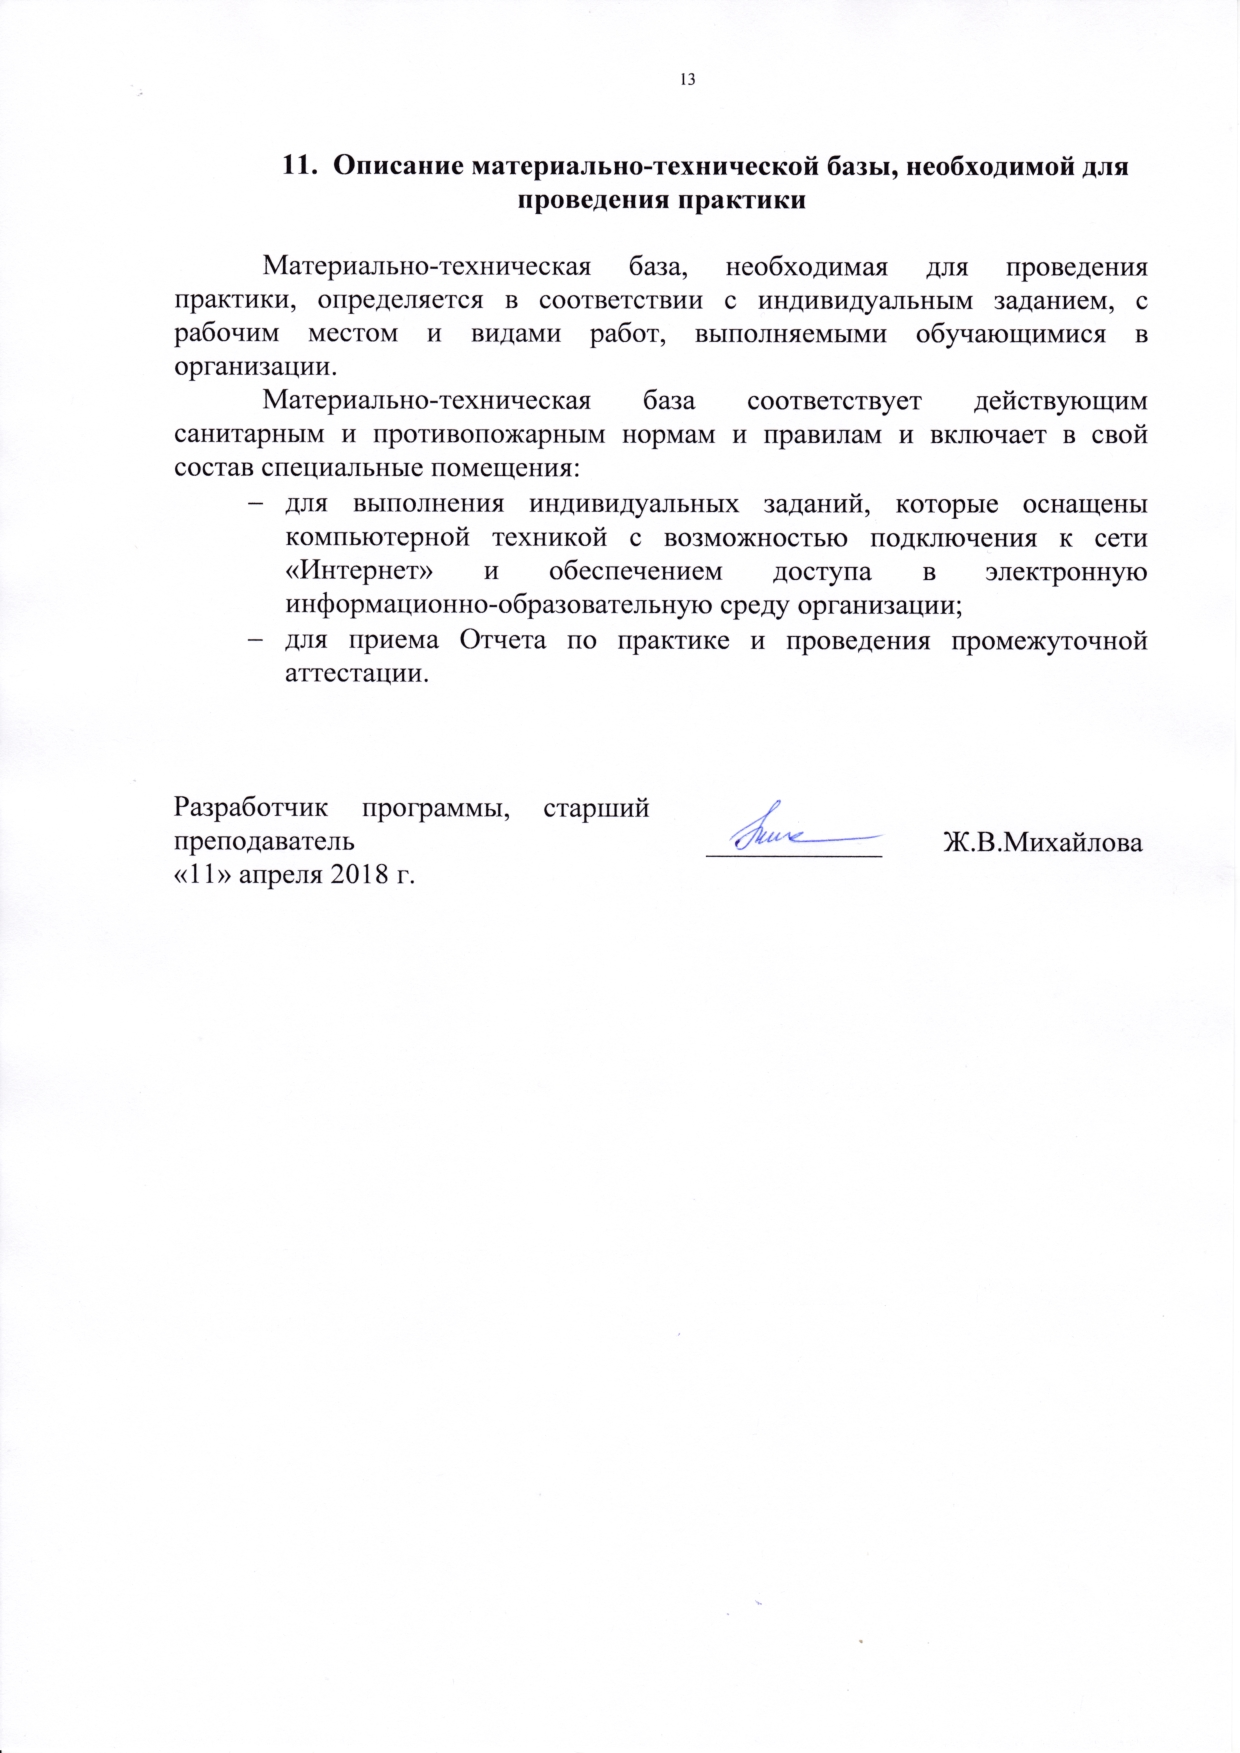 13
11. Описание материально-технической базы, необходимой для
проведения практики
Материально-техническая база, необходимая для проведения
практики, определяется в соответствии с индивидуальным заданием, с
рабочим местом и видами работ, выполняемыми обучающимися в
организации.
Материально-техническая база соответствует действующим
санитарным и противопожарным нормам и правилам и включает в свой
состав специальные помещения:
– для выполнения индивидуальных заданий, которые оснащены
компьютерной техникой с возможностью подключения к сети
«Интернет» и обеспечением доступа в электронную
информационно-образовательную среду организации;
– для приема Отчета по практике и проведения промежуточной
аттестации.
Разработчик программы, старший
преподаватель Ж.В.Михайлова
«11» апреля 2018 г.